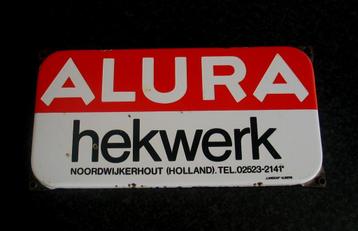 ALURA
hekwerk
NOORDWIJKERHOUT (HOLLAND). TEL. 02523-2141*